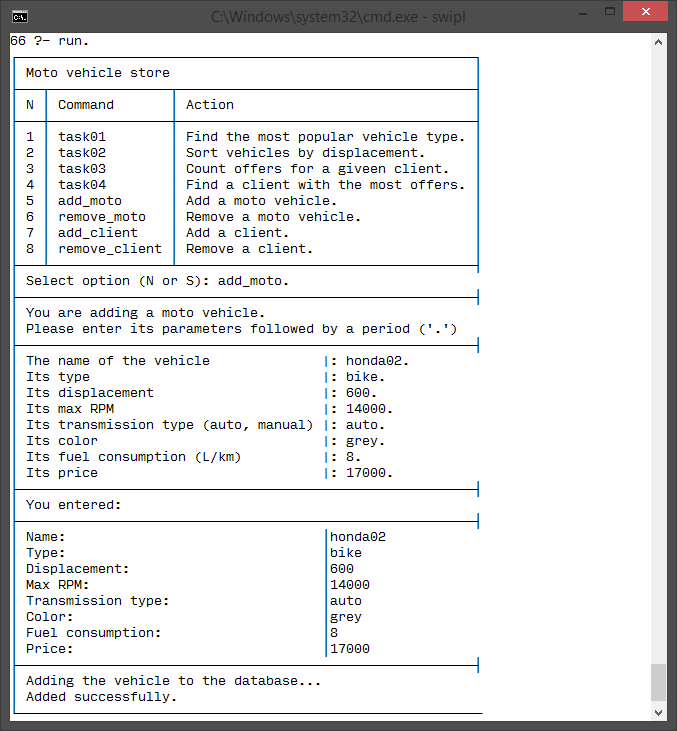 C:\Windows\system32\cmd.exe - swipl
66 ?- run.
Moto vehicle store
N Command Action
1 task01 Find the most popular vehicle type.
2 task02 Sort vehicles by displacement.
3 task03 Count offers for a giveen client.
4 task04 Find a client with the most offers.
5 add_moto Add a moto vehicle.
6 remove_moto Remove a moto vehicle.
7 add_client Add a client.
8 remove_client Remove a client.
Select option (N or S): add_moto.
You are adding a moto vehicle.
Please enter its parameters followed by a period ('.')
The name of the vehicle |: honda02.
Its type |: bike.
Its displacement |: 600.
Its max RPM |: 14000.
Its transmission type (auto, manual) |: auto.
Its color |: grey.
Its fuel consumption (L/km) |: 8.
Its price |: 17000.
You entered:
Name: honda02
Type: bike
Displacement: 600
Max RPM: 14000
Transmission type: auto
Color: grey
Fuel consumption: 8
Price: 17000
Adding the vehicle to the database...
Added successfully.